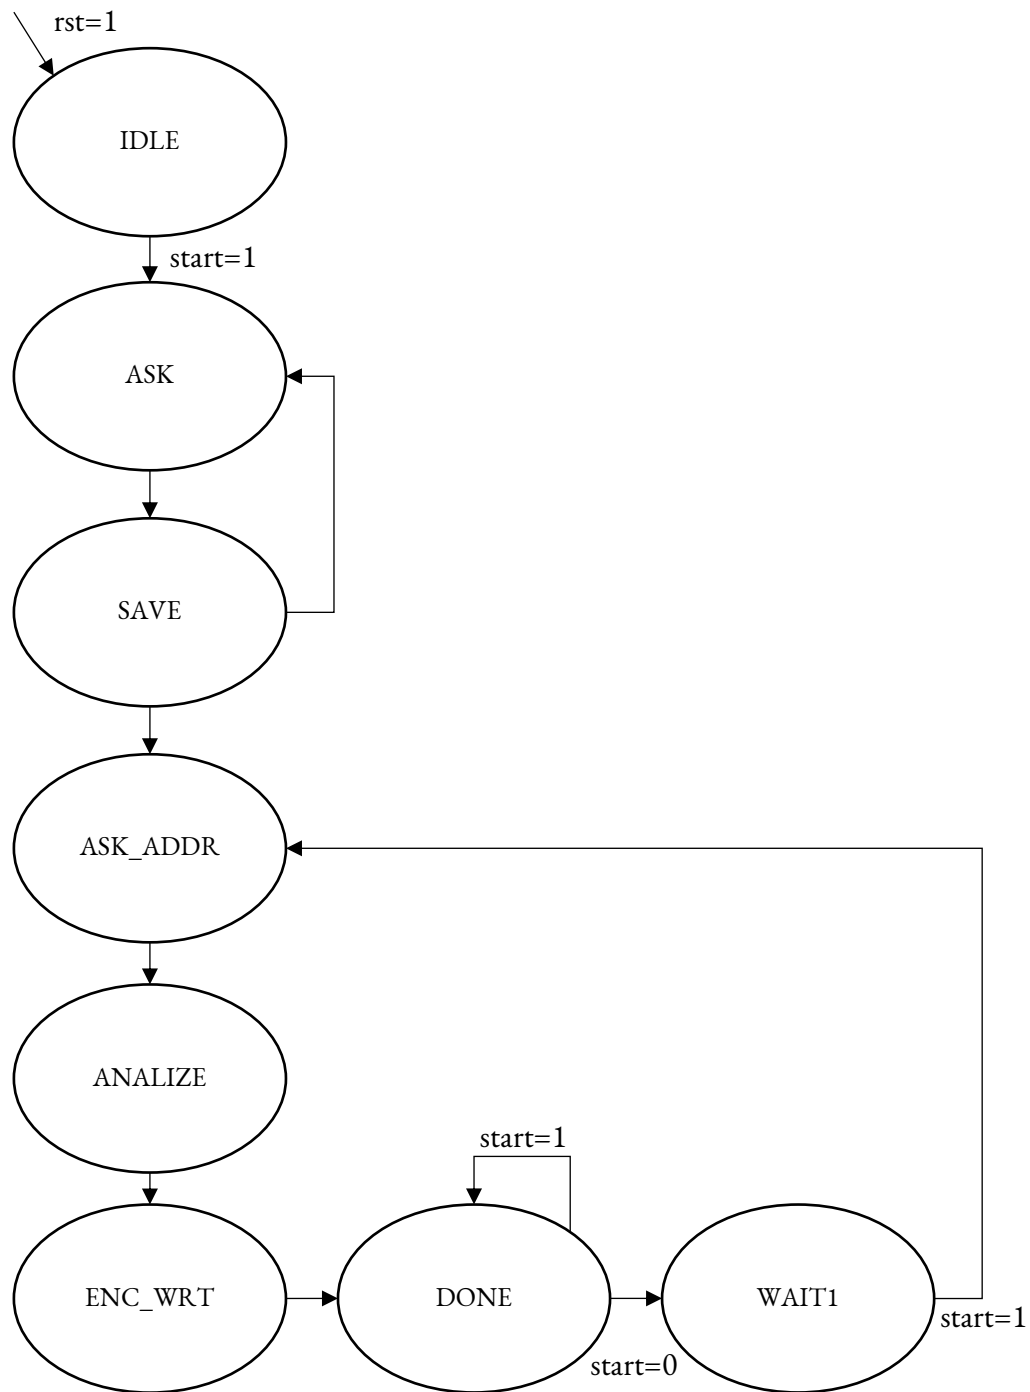 rst=1
IDLE
start=1
ASK
SAVE
ASK_ADDR
ANALIZE
start=1
ENC_WRT
DONE
WAIT1
start=1
start=0